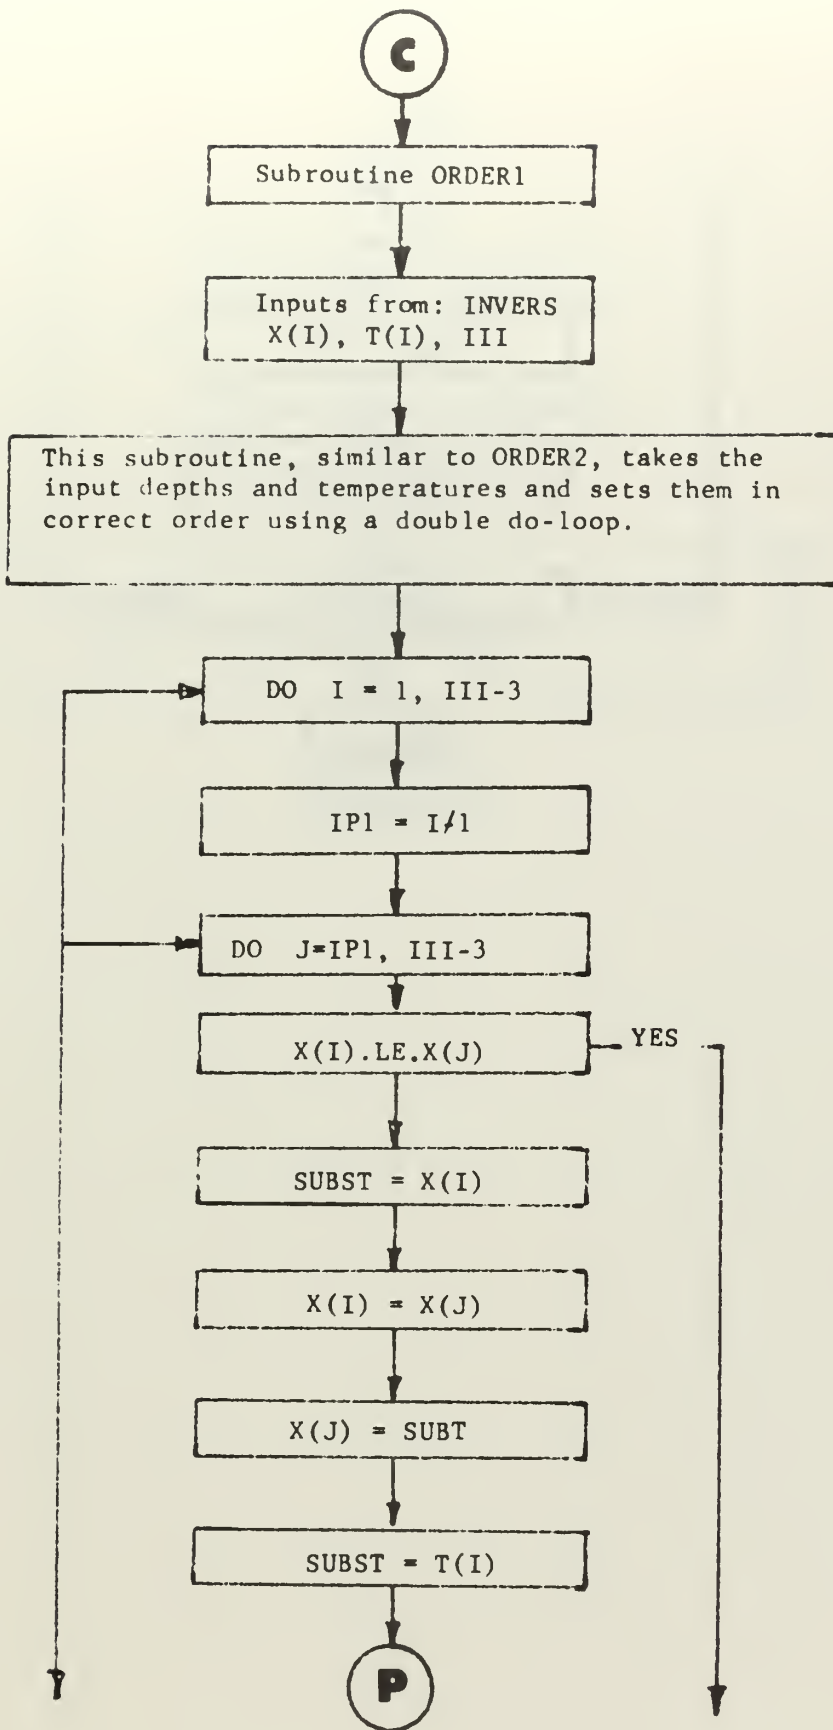 C
Subroutine ORDER1
Inputs from: INVERS
X(I), T(I), III
This subroutine, similar to ORDER2, takes the
input depths and temperatures and sets them in
correct order using a double do-loop.
DO I = 1, III-3
IP1 = I/1
DO J=IP1, III-3
X(I).LE.X(J)
YES
SUBST = X(I)
X(I) = X(J)
X(J) = SUBT
SUBST = T(I)
P